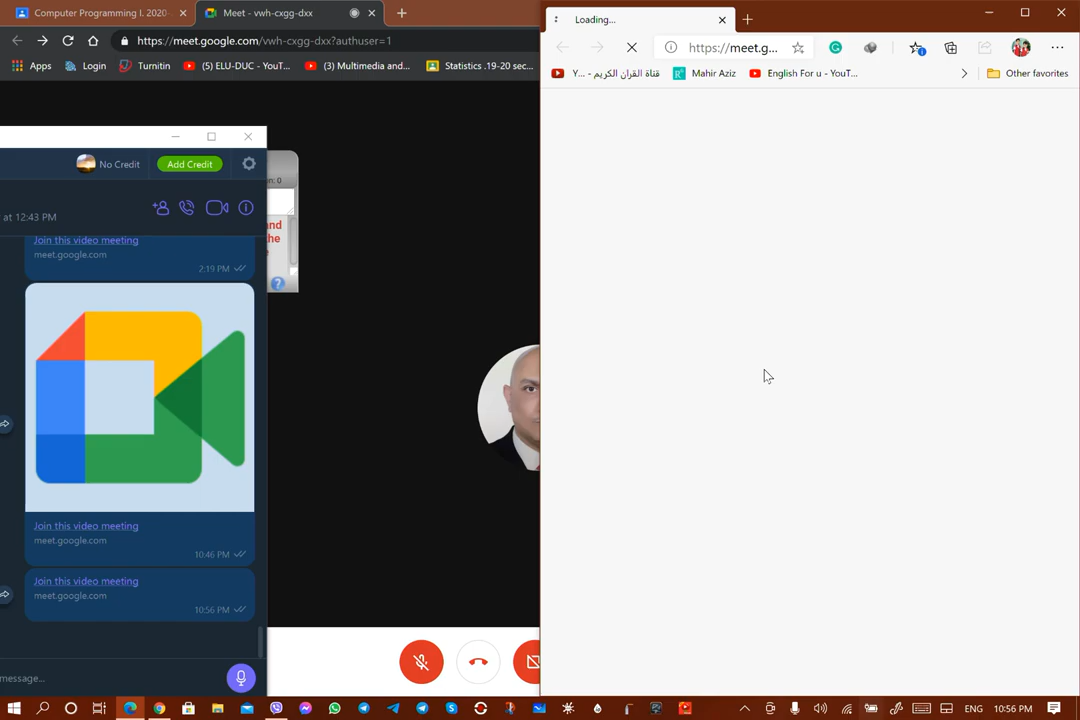 Computer Programming I. 2020-
Meet - vwh-cxgg-dxx
https://meet.google.com/vwh-cxgg-dxx?authuser=1
Apps
Login
Turnitin
(5) ELU-DUC - YouT...
(3) Multimedia and...
Statistics .19-20 sec...
No Credit
Add Credit
at 12:43 PM
Join this video meeting
meet.google.com
2:19 PM
Join this video meeting
meet.google.com
10:46 PM
Join this video meeting
meet.google.com
10:56 PM
message...
n: 0
nd
the
Loading...
https://meet.g...
Y... - قناة القرآن الكريم
Mahir Aziz
English For u - YouT...
Other favorites
ENG
10:56 PM